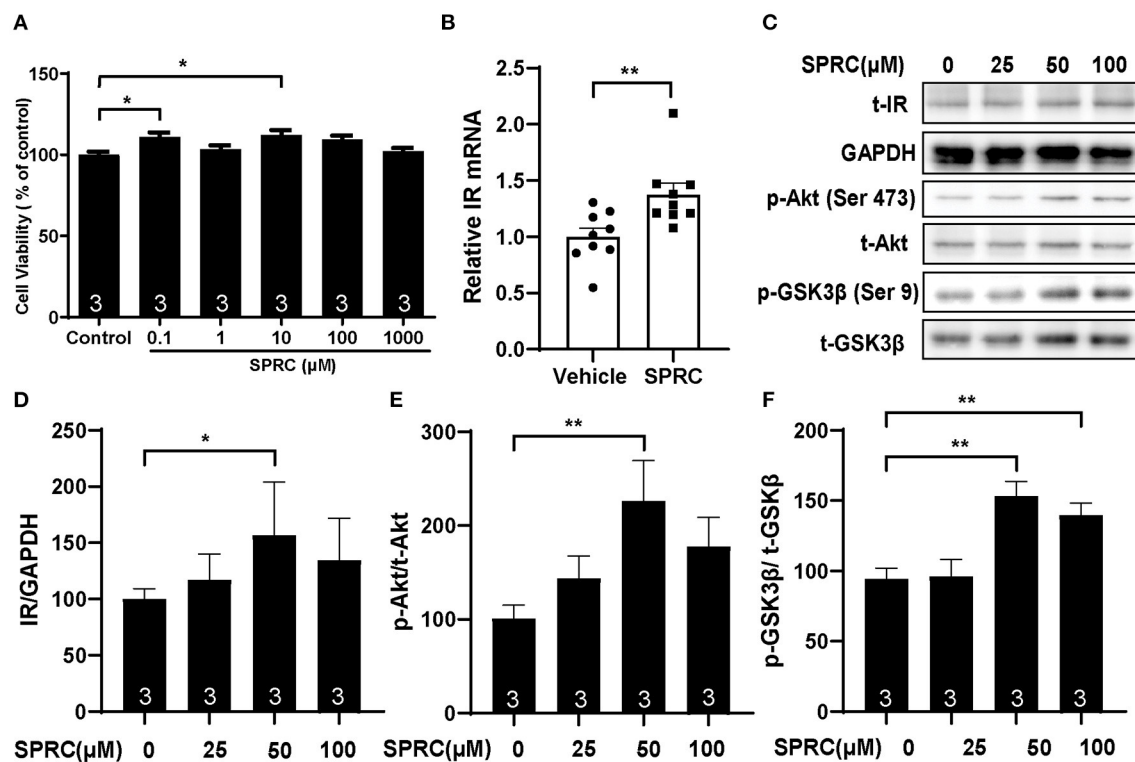 A
Cell Viability ( % of control)
150
100
50
0
*
*
3 3 3 3 3 3
Control 0.1 1 10 100 1000
SPRC (μM)
B
Relative IR mRNA
2.5
2.0
1.5
1.0
0.5
0.0
**
Vehicle SPRC
C
SPRC(μM) 0 25 50 100
t-IR
GAPDH
p-Akt (Ser 473)
t-Akt
p-GSK3β (Ser 9)
t-GSK3β
D
IR/GAPDH
250
200
150
100
50
0
*
3 3 3 3
SPRC(μM) 0 25 50 100
E
p-Akt/t-Akt
300
200
100
0
**
3 3 3 3
SPRC(μM) 0 25 50 100
F
p-GSK3β/ t-GSKβ
200
150
100
50
0
**
**
3 3 3 3
SPRC(μM) 0 25 50 100